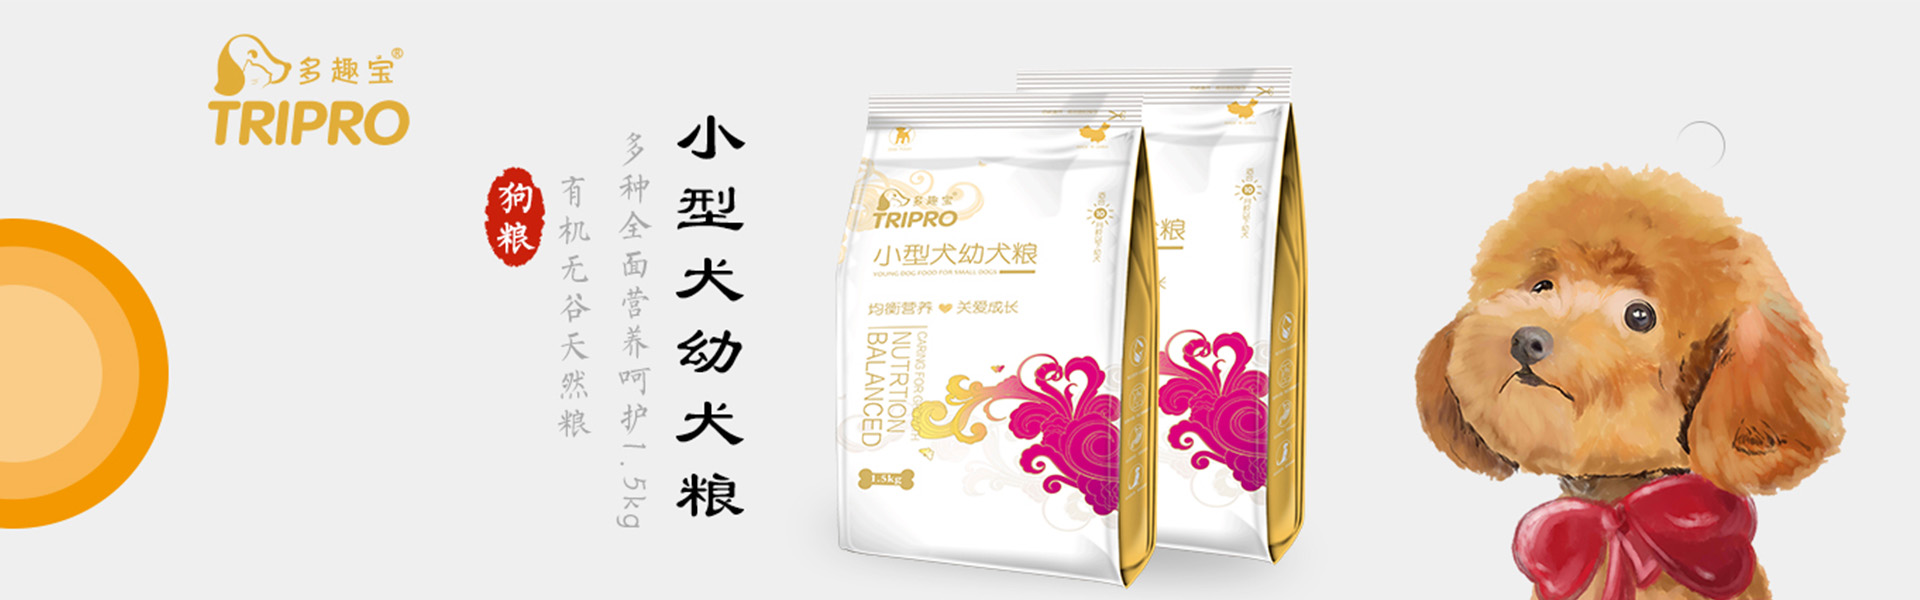 多趣宝®
TRIPRO
小型犬幼犬粮
多种全面营养呵护1.5kg
有机无谷天然粮
狗粮
多趣宝
TRIPRO
小型犬幼犬粮
YOUNG DOG FOOD FOR SMALL DOGS
均衡营养 关爱成长
CARING FOR G
NUTRTION
BALANCED
1.5kg
10
粮
10